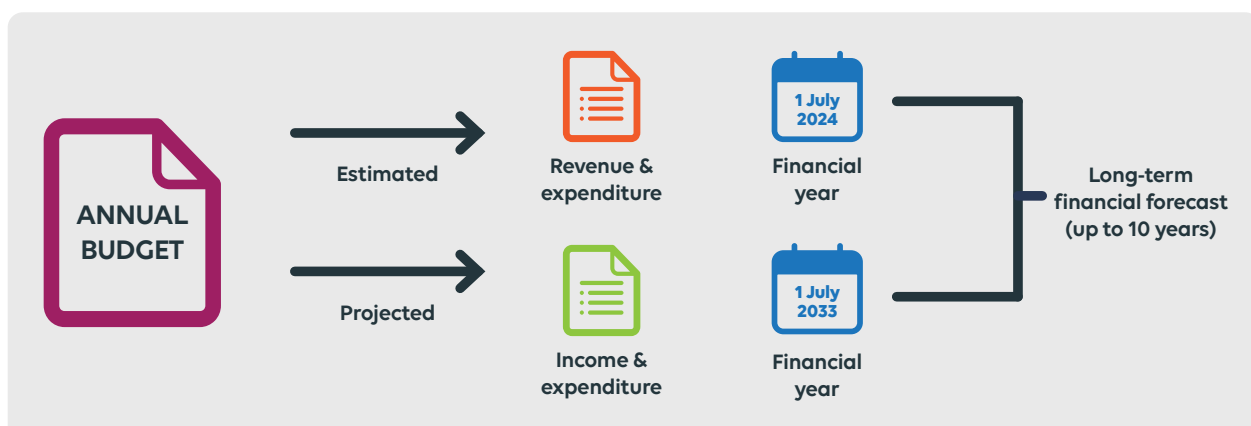 ANNUAL
BUDGET
Estimated
Revenue &
expenditure
1 July
2024
Financial
year
Projected
Income &
expenditure
1 July
2033
Financial
year
Long-term
financial forecast
(up to 10 years)